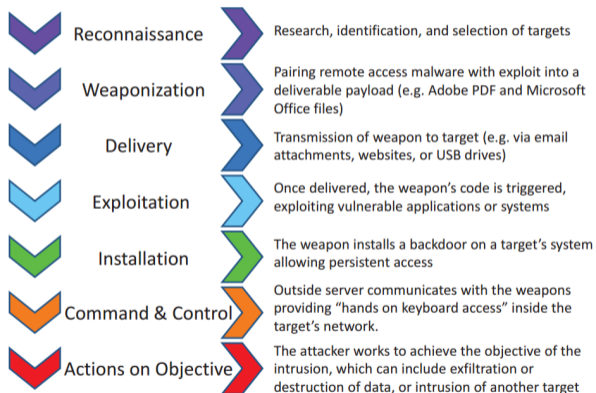 Reconnaissance
Research, identification, and selection of targets
Weaponization
Pairing remote access malware with exploit into a
deliverable payload (e.g. Adobe PDF and Microsoft
Office files)
Delivery
Transmission of weapon to target (e.g. via email
attachments, websites, or USB drives)
Exploitation
Once delivered, the weapon's code is triggered,
exploiting vulnerable applications or systems
Installation
The weapon installs a backdoor on a target's system
allowing persistent access
Command & Control
Outside server communicates with the weapons
providing “hands on keyboard access” inside the
target's network.
Actions on Objective
The attacker works to achieve the objective of the
intrusion, which can include exfiltration or
destruction of data, or intrusion of another target